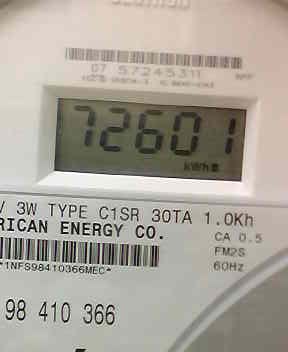 07 57245311
72601
kWh
V 3W TYPE C1SR 30TA 1.0Kh
RICAN ENERGY CO.
CA 0.5
FM2S
*1NFS98410366MEC*
60Hz
98 410 366